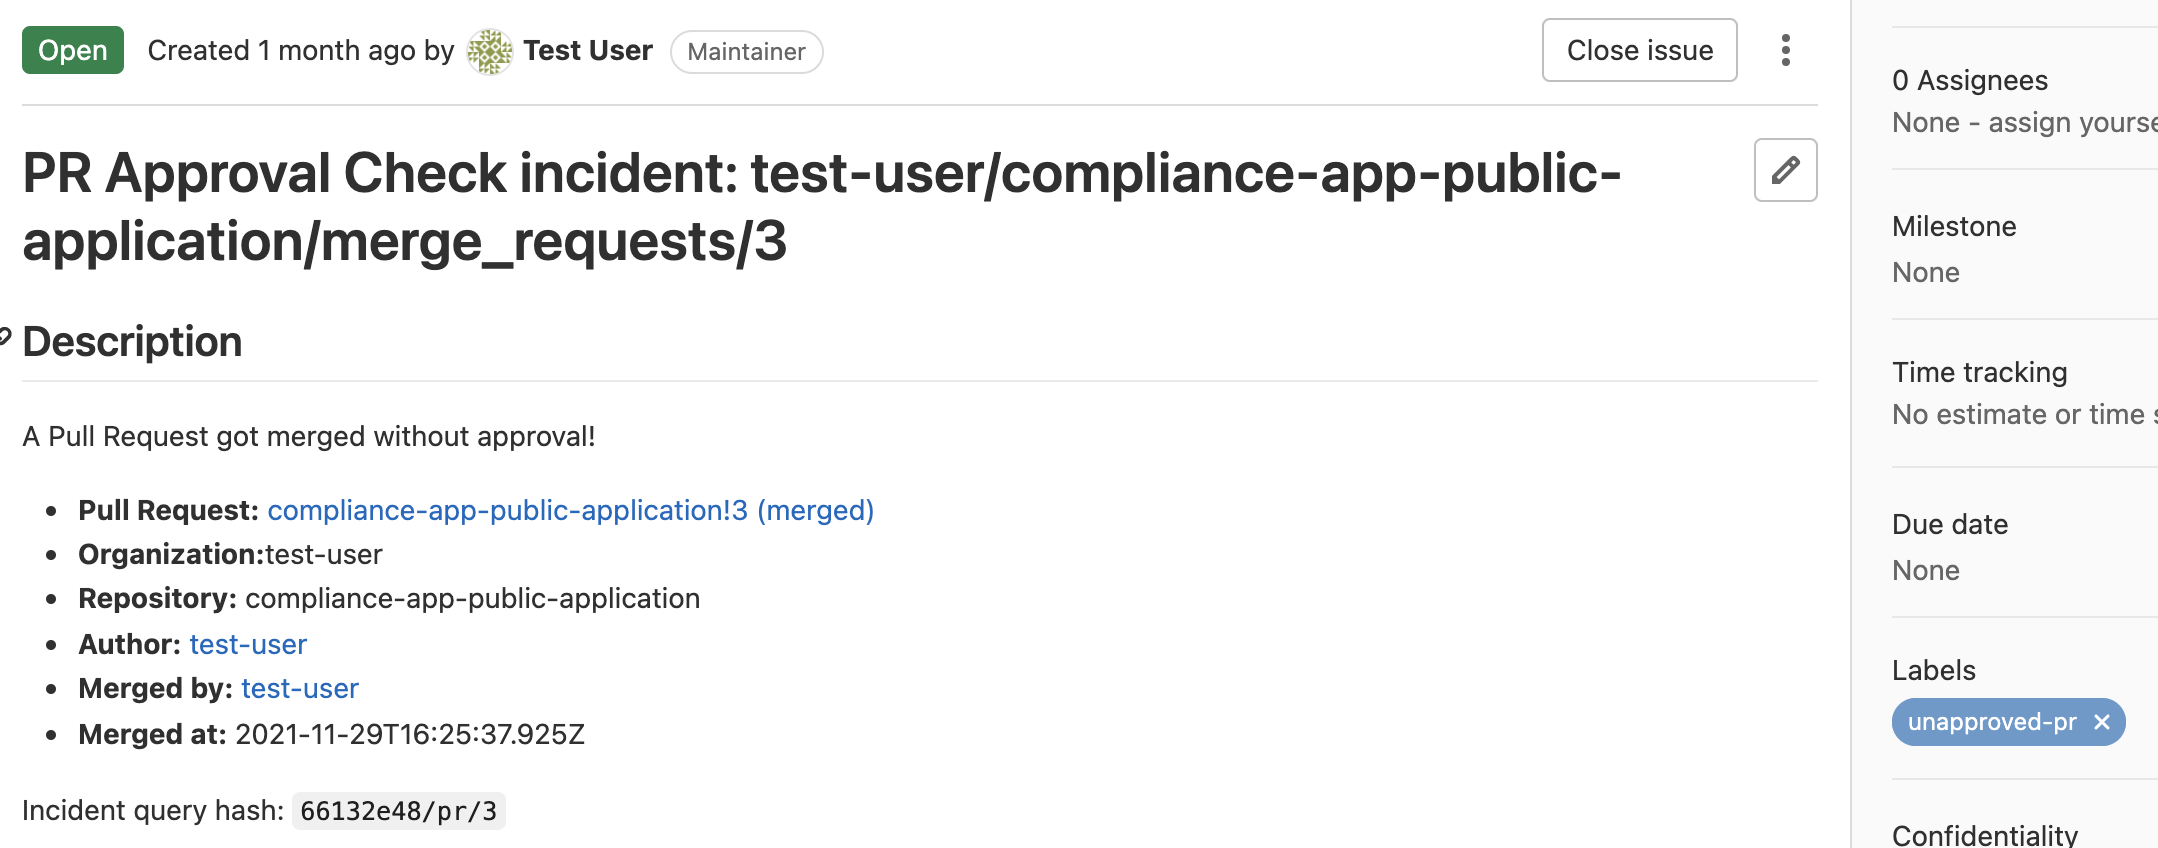 Open Created 1 month ago by Test User Maintainer Close issue
PR Approval Check incident: test-user/compliance-app-public-
application/merge_requests/3
Description
A Pull Request got merged without approval!
Pull Request: compliance-app-public-application!3 (merged)
Organization:test-user
Repository: compliance-app-public-application
Author: test-user
Merged by: test-user
Merged at: 2021-11-29T16:25:37.925Z
Incident query hash: 66132e48/pr/3
0 Assignees
None - assign yourse
Milestone
None
Time tracking
No estimate or time
Due date
None
Labels
unapproved-pr ×
Confidentiality